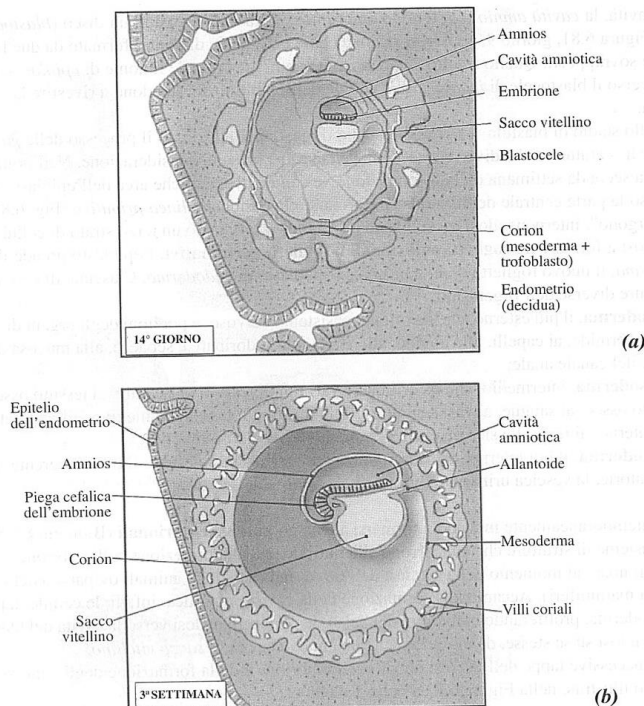 Amnios
Cavità amniotica
Embrione
Sacco vitellino
Blastocele
Corion
(mesoderma +
trofoblasto)
Endometrio
(decidua)
14° GIORNO
(a)
Epitelio
dell'endometrio
Amnios
Piega cefalica
dell'embrione
Corion
Sacco
vitellino
Cavità
amniotica
Allantoide
Mesoderma
Villi coriali
3ª SETTIMANA
(b)